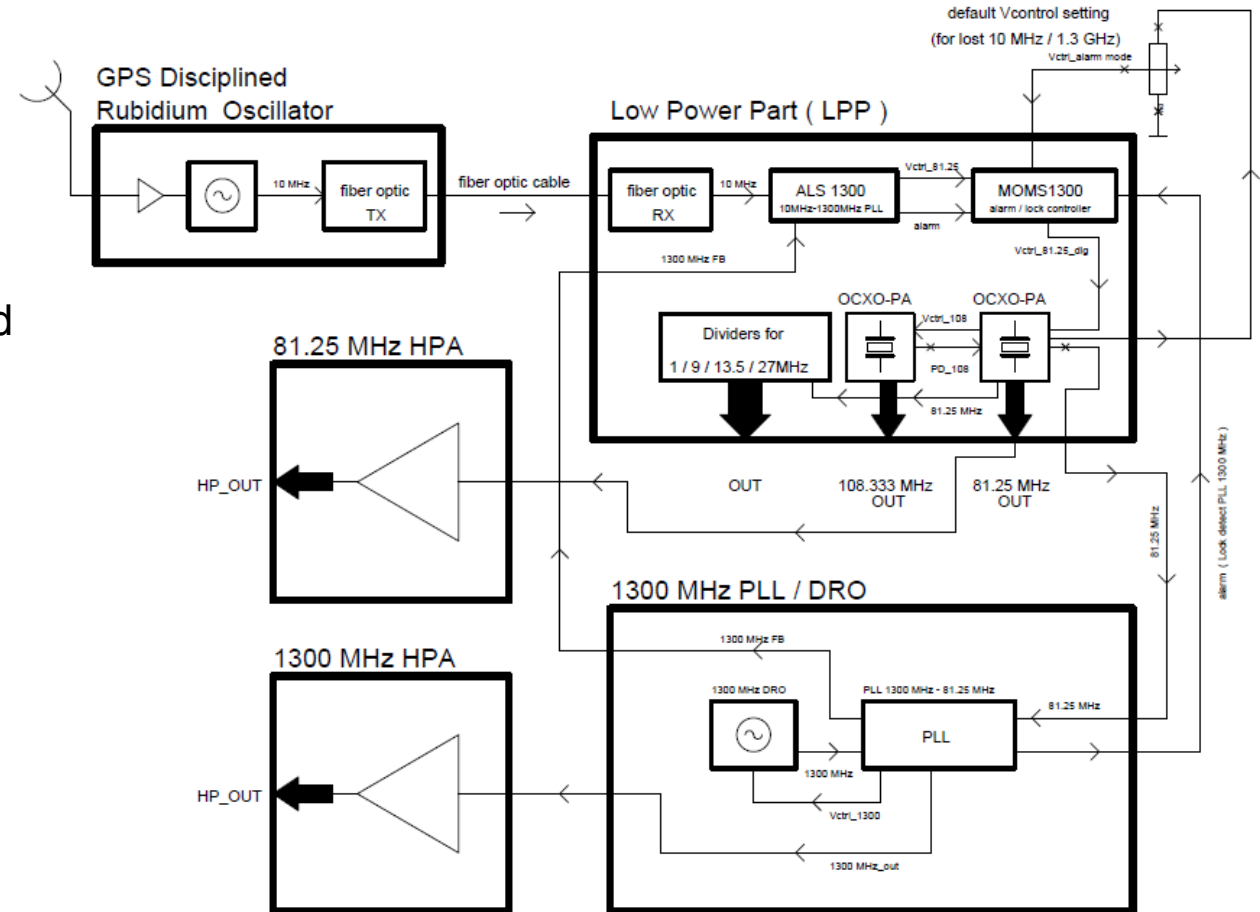 default Vcontrol setting
(for lost 10 MHz / 1.3 GHz)
Vctrl_alarm mode
GPS Disciplined
Rubidium Oscillator
10 MHz
fiber optic
TX
fiber optic cable
Low Power Part ( LPP )
fiber optic
RX
10 MHz
ALS 1300
10MHz-1300MHz PLL
Vctrl_81.25
alarm
MOMS1300
alarm / lock controller
Vctrl_81.25_dig
1300 MHz FB
OCXO-PA
OCXO-PA
Dividers for
1 / 9 / 13.5 / 27MHz
Vctrl_108
PD_108
81.25 MHz
d
81.25 MHz HPA
HP_OUT
OUT
108.333 MHz
OUT
81.25 MHz
OUT
81.25 MHz
alarm ( Lock detect PLL 1300 MHz )
1300 MHz PLL / DRO
1300 MHz FB
1300 MHz DRO
PLL 1300 MHz - 81.25 MHz
PLL
81.25 MHz
1300 MHz
Vctrl_1300
1300 MHz_out
1300 MHz HPA
HP_OUT